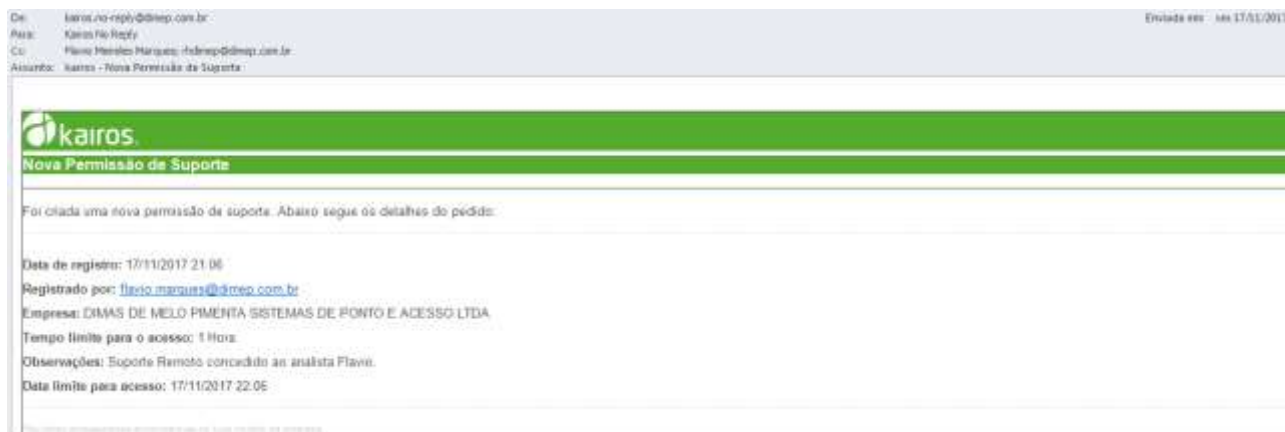 De: kairos.no-reply@dimep.com.br
Enviada em: sex 17/11/2017
Para: Kairos No Reply
Cc: Flavio Mendes Marques; rhdimep@dimep.com.br
Assunto: kairos - Nova Permissão de Suporte
kairos.
Nova Permissão de Suporte
Foi criada uma nova permissão de suporte. Abaixo segue os detalhes do pedido:
Data de registro: 17/11/2017 21:06
Registrado por: flavio.marques@dimep.com.br
Empresa: DIMAS DE MELO PIMENTA SISTEMAS DE PONTO E ACESSO LTDA
Tempo limite para o acesso: 1 Hora
Observações: Suporte Remoto concedido ao analista Flavio.
Data limite para acesso: 17/11/2017 22:06